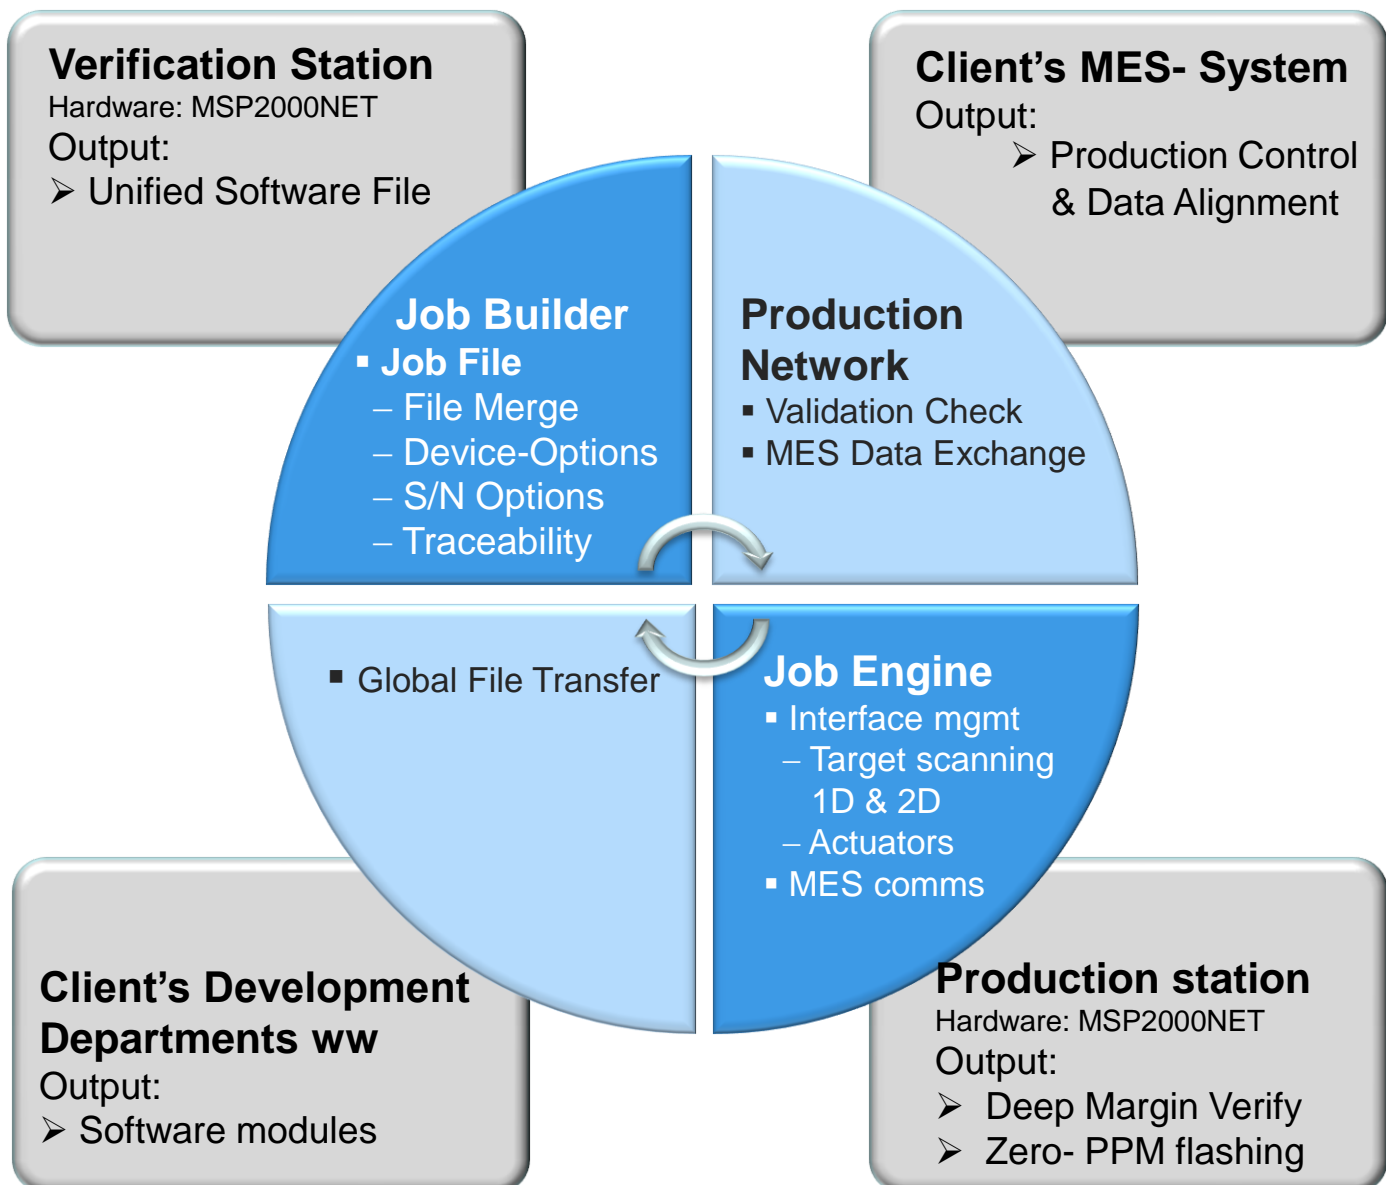 Verification Station
Hardware: MSP2000NET
Output:
➢ Unified Software File
Client's MES- System
Output:
➢ Production Control
& Data Alignment
Job Builder
▪ Job File
– File Merge
– Device-Options
– S/N Options
– Traceability
Production
Network
▪ Validation Check
▪ MES Data Exchange
▪ Global File Transfer
Job Engine
▪ Interface mgmt
– Target scanning
1D & 2D
– Actuators
▪ MES comms
Client's Development
Departments ww
Output:
➢ Software modules
Production station
Hardware: MSP2000NET
Output:
➢ Deep Margin Verify
➢ Zero- PPM flashing